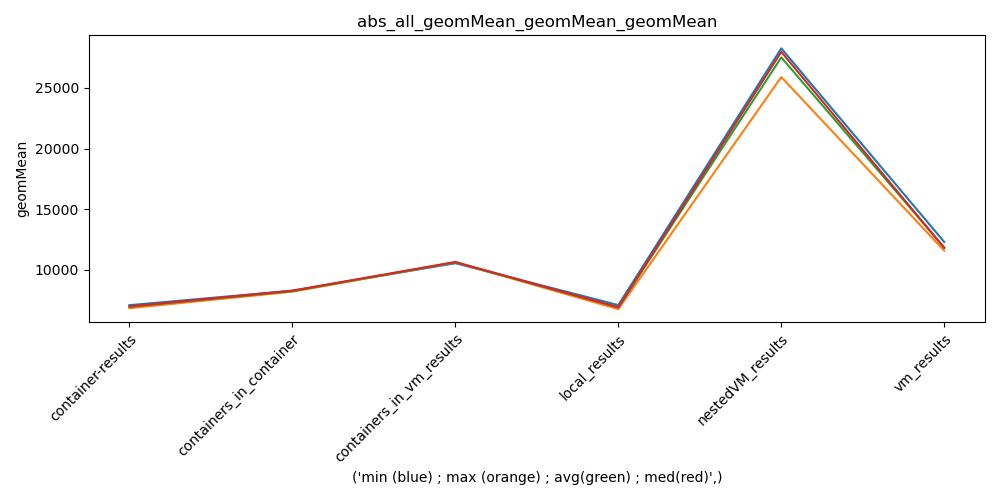 abs_all_geomMean_geomMean_geomMean
geomMean
25000
20000
15000
10000
container-results
containers_in_container
containers_in_vm_results
local_results
nestedVM_results
vm_results
('min (blue) ; max (orange) ; avg(green) ; med(red)',)